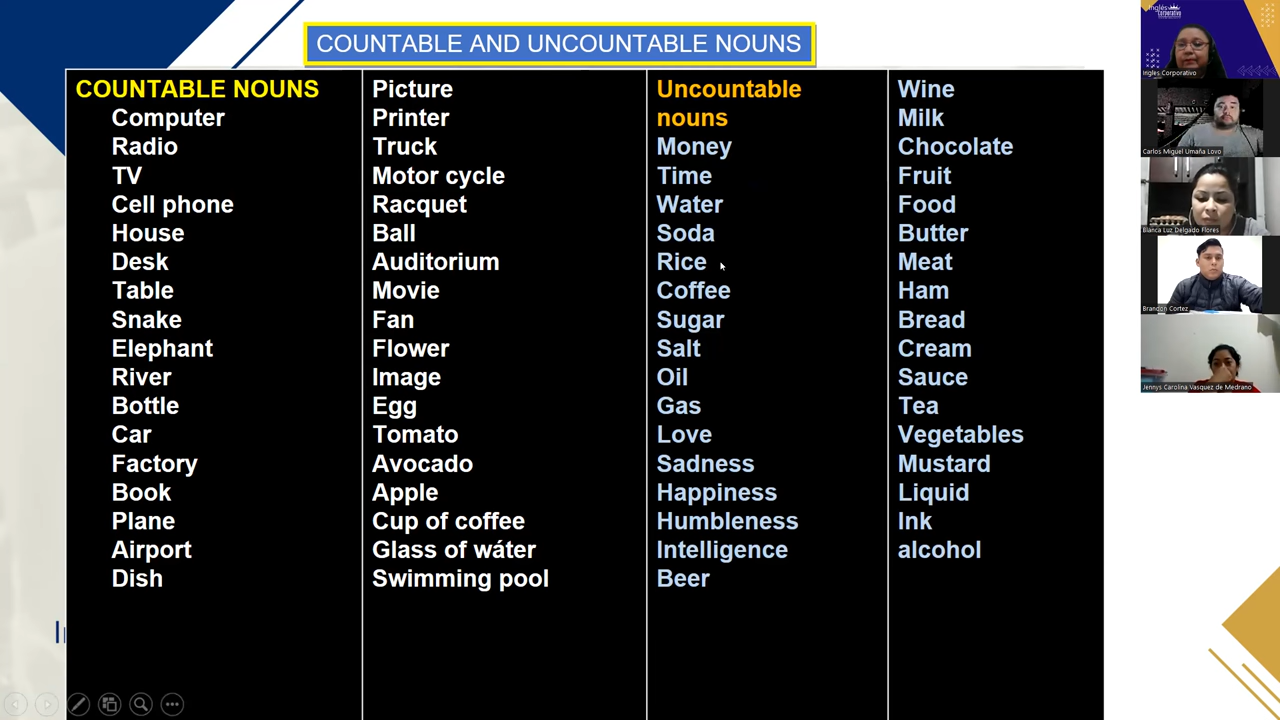 COUNTABLE AND UNCOUNTABLE NOUNS
COUNTABLE NOUNS
Computer
Radio
TV
Cell phone
House
Desk
Table
Snake
Elephant
River
Bottle
Car
Factory
Book
Plane
Airport
Dish
Picture
Printer
Truck
Motor cycle
Racquet
Ball
Auditorium
Movie
Fan
Flower
Image
Egg
Tomato
Avocado
Apple
Cup of coffee
Glass of wáter
Swimming pool
Uncountable
nouns
Money
Time
Water
Soda
Rice
Coffee
Sugar
Salt
Oil
Gas
Love
Sadness
Happiness
Humbleness
Intelligence
Beer
Wine
Milk
Chocolate
Fruit
Food
Butter
Meat
Ham
Bread
Cream
Sauce
Tea
Vegetables
Mustard
Liquid
Ink
alcohol
Inglés
Corporativo
Ingles Corporativo
Carlos Miguel Umaña Lovo
Blanca Luz Delgado Flores
Brandon Cortez
Jennys Carolina Vasquez de Medrano